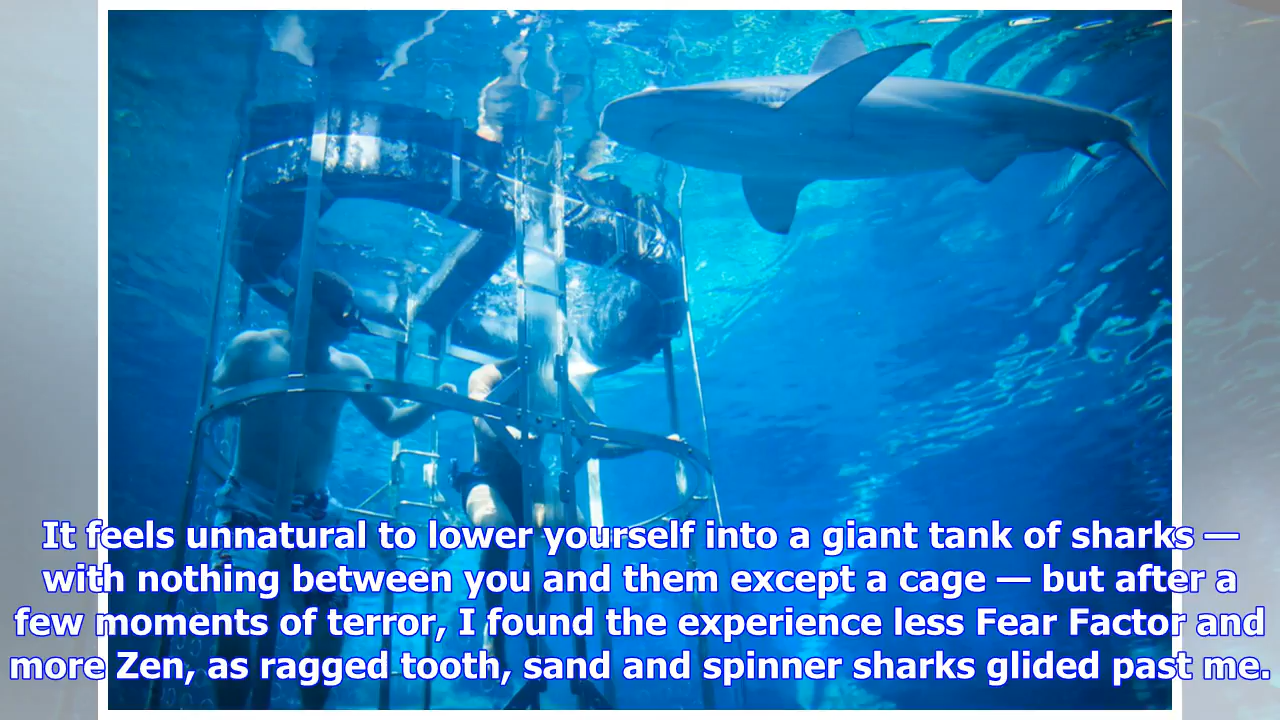 It feels unnatural to lower yourself into a giant tank of sharks —
with nothing between you and them except a cage — but after a
few moments of terror, I found the experience less Fear Factor and
more Zen, as ragged tooth, sand and spinner sharks glided past me.